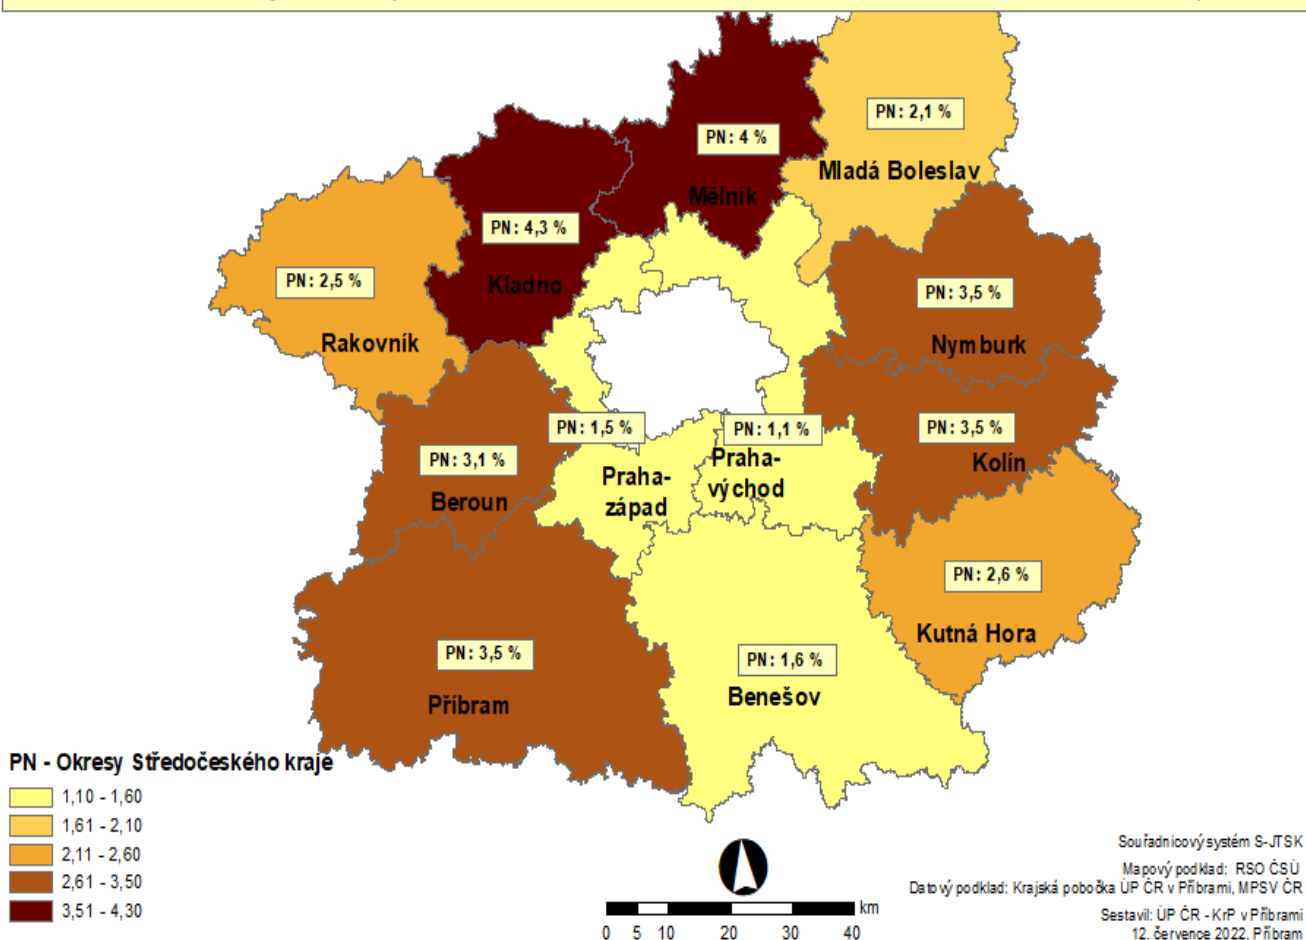 PN: 2,1 %
Mladá Boleslav
PN: 4 %
Mělník
PN: 4,3 %
Kladno
PN: 2,5 %
Rakovník
PN: 3,5 %
Nymburk
PN: 3,5 %
Kolín
PN: 1,5 %
Praha-
západ
PN: 1,1 %
Praha-
východ
PN: 3,1 %
Beroun
PN: 2,6 %
Kutná Hora
PN: 3,5 %
Příbram
PN: 1,6 %
Benešov
PN - Okresy Středočeského kraje
1,10 - 1,60
1,61 - 2,10
2,11 - 2,60
2,61 - 3,50
3,51 - 4,30
km
0 5 10 20 30 40
Souřadnicový systém S-JTSK
Mapový podklad: RSO ČSÚ
Datový podklad: Krajská pobočka ÚP ČR v Příbrami, MPSV ČR
Sestavil: ÚP ČR - KrP v Příbrami
12. července 2022, Příbram